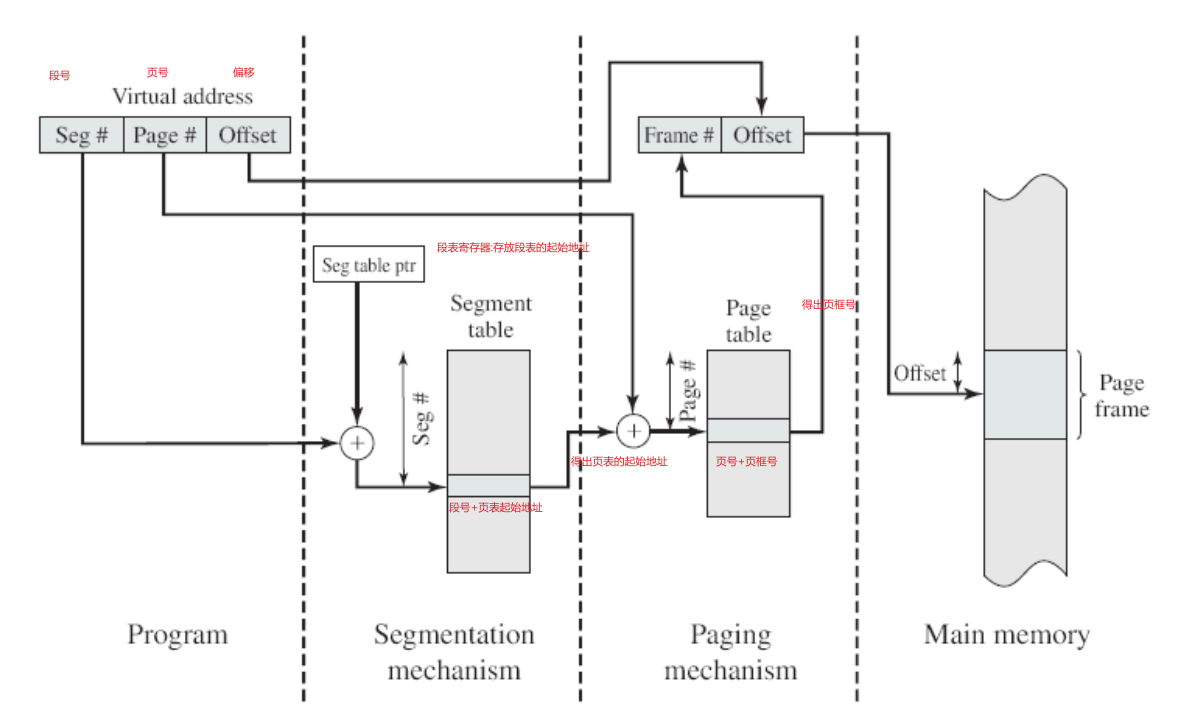 段号
页号
偏移
Virtual address
Seg #
Page #
Offset
Frame #
Offset
段表寄存器:存放段表的起始地址
Seg table ptr
Segment
table
Seg #
段号+页表起始地址
得出页表的起始地址
Page
table
Page #
页号+页框号
得出页框号
Offset
Page
frame
Program
Segmentation
mechanism
Paging
mechanism
Main memory